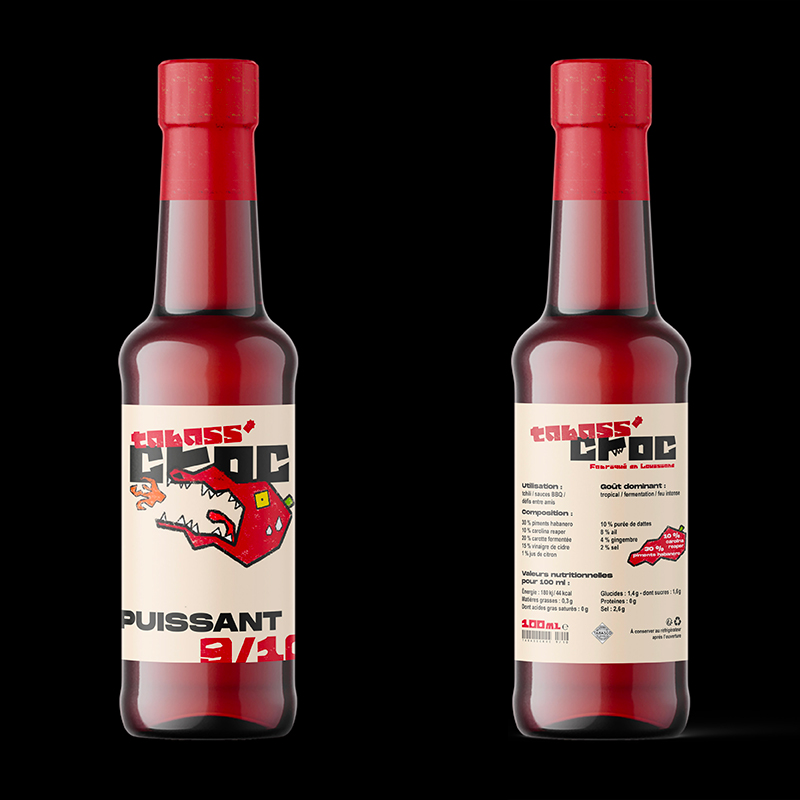 tabass'
croc
PUISSANT
9/10
tabass'
croc
Fabriqué en Louisiane
Utilisation :
tchili / sauces BBQ /
défis entre amis
Goût dominant :
tropical / fermentation / feu intense
Composition :
30 % piments habanero
10 % carolina reaper
20 % carotte fermentée
15 % vinaigre de cidre
1 % jus de citron
10 % purée de dattes
8 % ail
4 % gingembre
2 % sel
10 %
carolina
reaper
30 %
piments habanero
Valeurs nutritionnelles
pour 100 ml :
Énergie : 180 kj / 44 kcal
Matières grasses : 0,3 g
Dont acides gras saturés : 0 g
Glucides : 1,4 g - dont sucres : 1,6 g
Protéines : 0 g
Sel : 2,6 g
100 ml e
TABASCO
À conserver au réfrigérateur
après l'ouverture